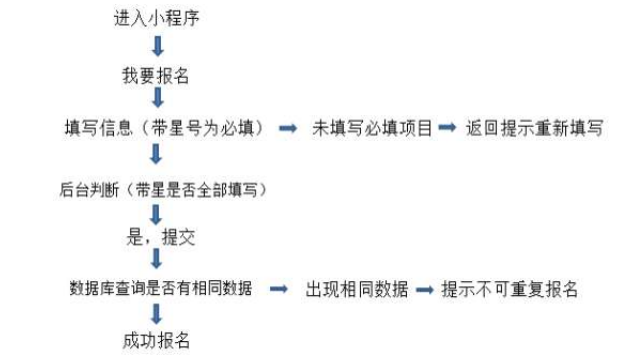 进入小程序
我要报名
填写信息（带星号为必填） 未填写必填项目 返回提示重新填写
后台判断（带星是否全部填写）
是，提交
数据库查询是否有相同数据 出现相同数据 提示不可重复报名
成功报名